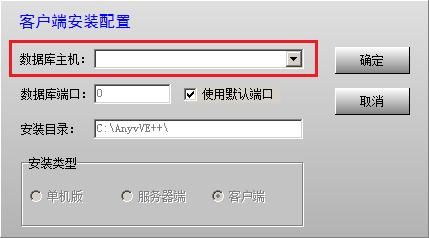 客户端安装配置
数据库主机：
确定
数据库端口：0 使用默认端口
取消
安装目录：C:\AnyvVE++\
安装类型
单机版 服务器端 客户端